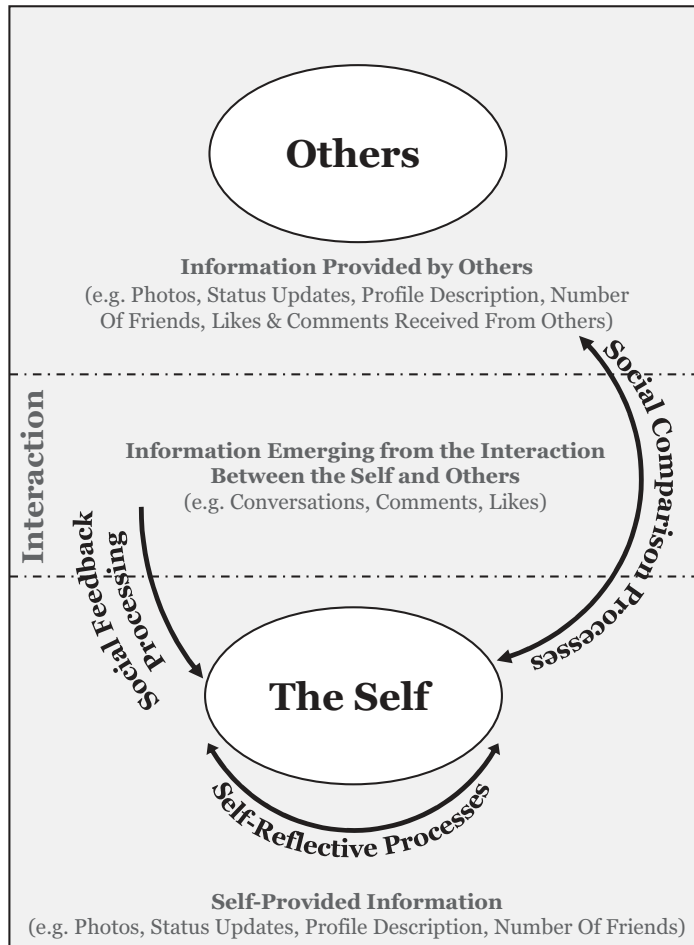 Others
Information Provided by Others
(e.g. Photos, Status Updates, Profile Description, Number
Of Friends, Likes & Comments Received From Others)
Social Comparison Processes
Interaction
Information Emerging from the Interaction
Between the Self and Others
(e.g. Conversations, Comments, Likes)
Social Feedback
Processing
The Self
Self-Reflective Processes
Self-Provided Information
(e.g. Photos, Status Updates, Profile Description, Number Of Friends)